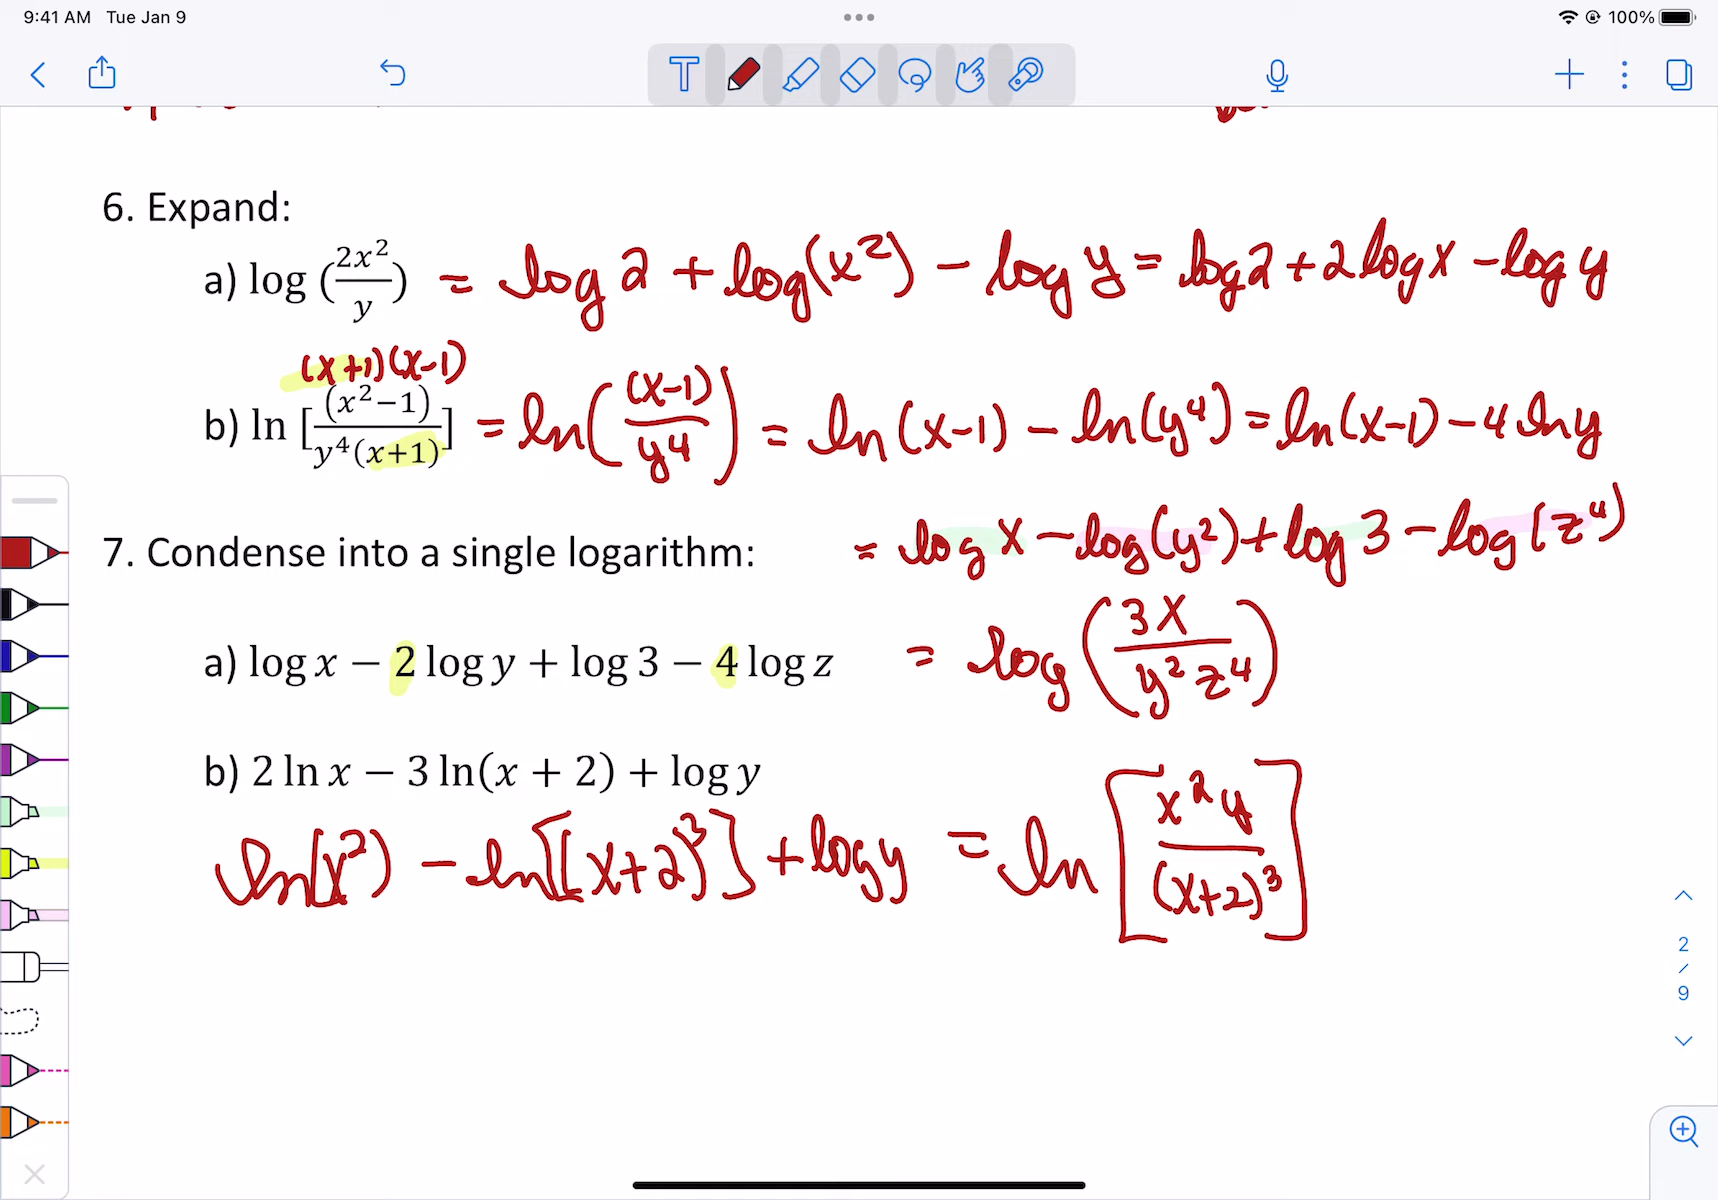 9:41 AM Tue Jan 9
100%
6. Expand:
a) log (2x²/y) = log 2 + log(x²) - log y = log 2 + 2 log x - log y
(x+1)(x-1)
b) ln [(x²−1)/y⁴(x+1)] = ln((x-1)/y⁴) = ln(x-1) - ln(y⁴) = ln(x-1) - 4 ln y
7. Condense into a single logarithm:
= log x - log(y²) + log 3 - log(z⁴)
a) log x − 2 log y + log 3 − 4 log z
= log(3x/y²z⁴)
b) 2 ln x − 3 ln(x + 2) + log y
ln(x²) - ln[(x+2)³] + log y = ln[x²y/(x+2)³]
2
/
9